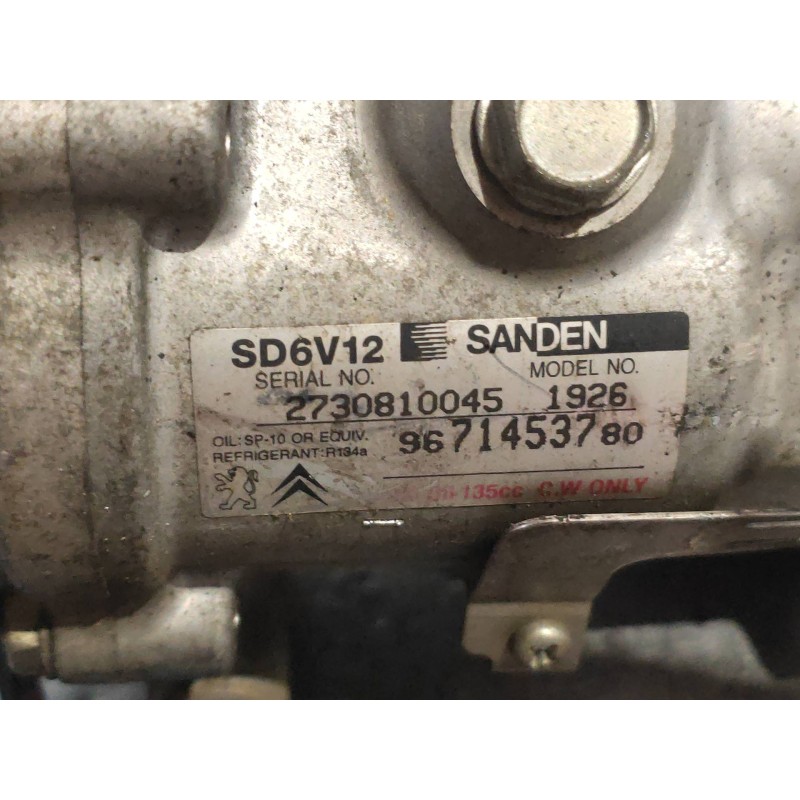 SD6V12 SANDEN
SERIAL NO. MODEL NO.
2730810045 1926
OIL: SP-10 OR EQUIV. 9671453780
REFRIGERANT: R134a
135cc C.W ONLY